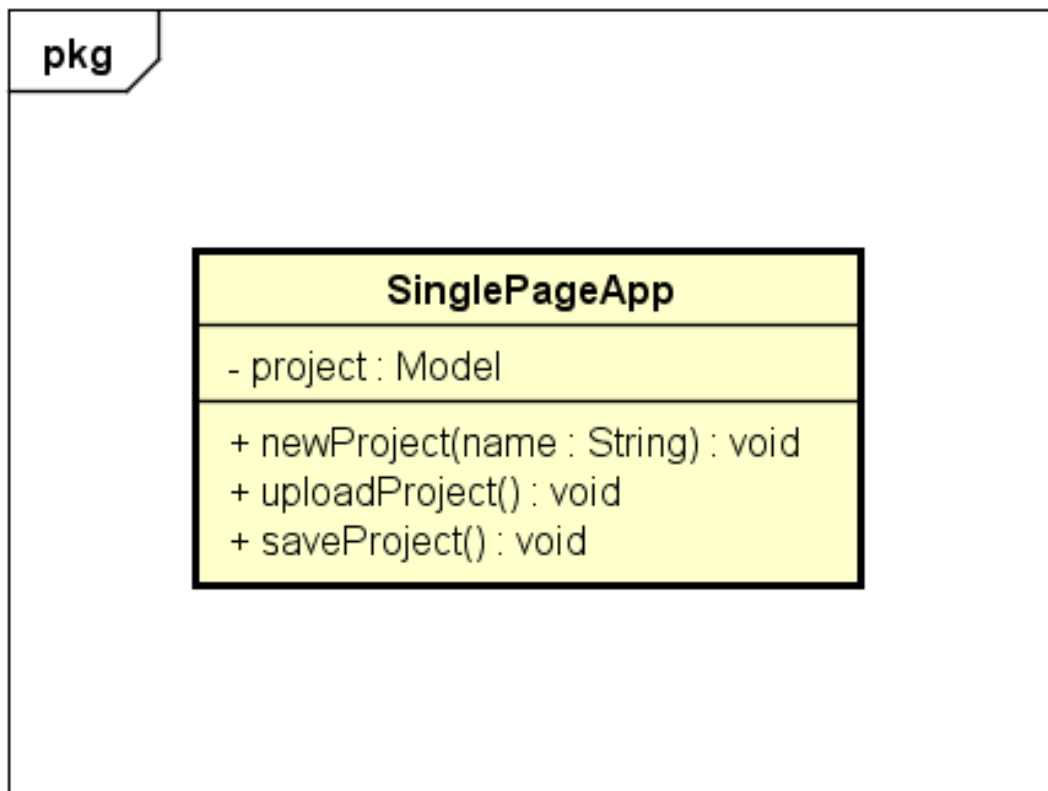 pkg
SinglePageApp
- project : Model
+ newProject(name : String) : void
+ uploadProject() : void
+ saveProject() : void